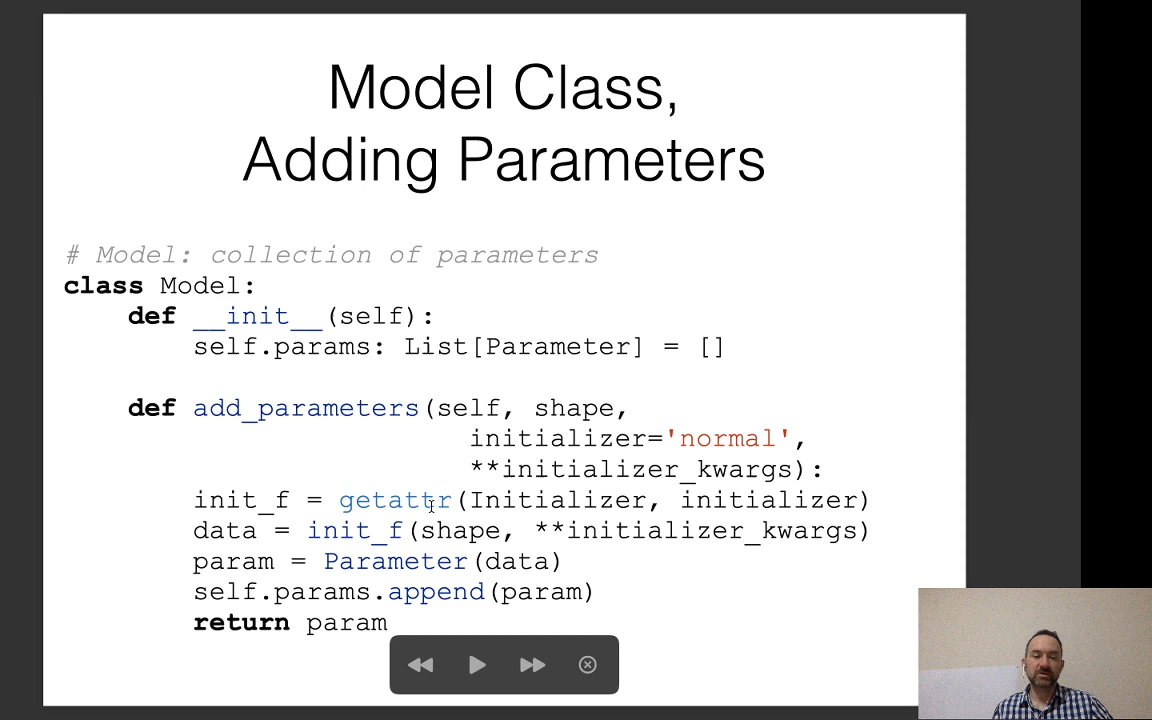 Model Class,
Adding Parameters
# Model: collection of parameters
class Model:
    def __init__(self):
        self.params: List[Parameter] = []
    def add_parameters(self, shape,
                         initializer='normal',
                         **initializer_kwargs):
        init_f = getattr(Initializer, initializer)
        data = init_f(shape, **initializer_kwargs)
        param = Parameter(data)
        self.params.append(param)
        return param